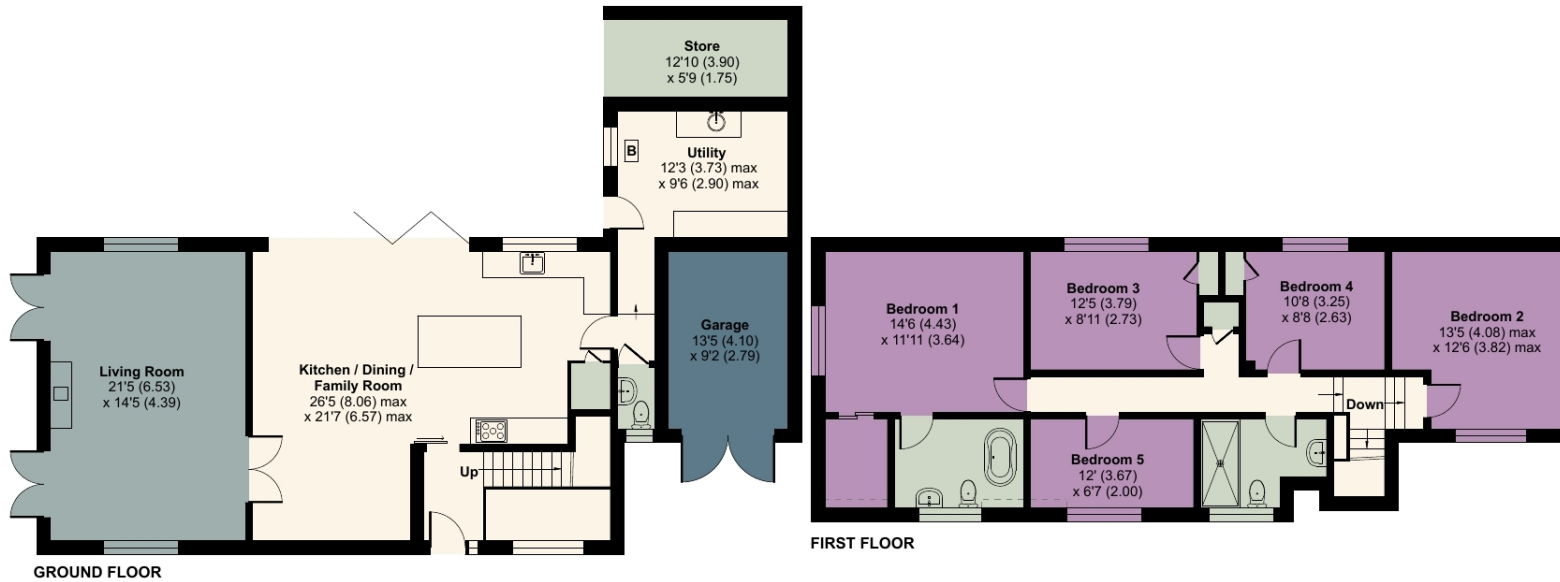 Store
12'10 (3.90)
x 5'9 (1.75)
B
Utility
12'3 (3.73) max
x 9'6 (2.90) max
Living Room
21'5 (6.53)
x 14'5 (4.39)
Kitchen / Dining /
Family Room
26'5 (8.06) max
x 21'7 (6.57) max
Garage
13'5 (4.10)
x 9'2 (2.79)
Up
GROUND FLOOR
Bedroom 1
14'6 (4.43)
x 11'11 (3.64)
Bedroom 3
12'5 (3.79)
x 8'11 (2.73)
Bedroom 4
10'8 (3.25)
x 8'8 (2.63)
Bedroom 2
13'5 (4.08) max
x 12'6 (3.82) max
Down
Bedroom 5
12' (3.67)
x 6'7 (2.00)
FIRST FLOOR